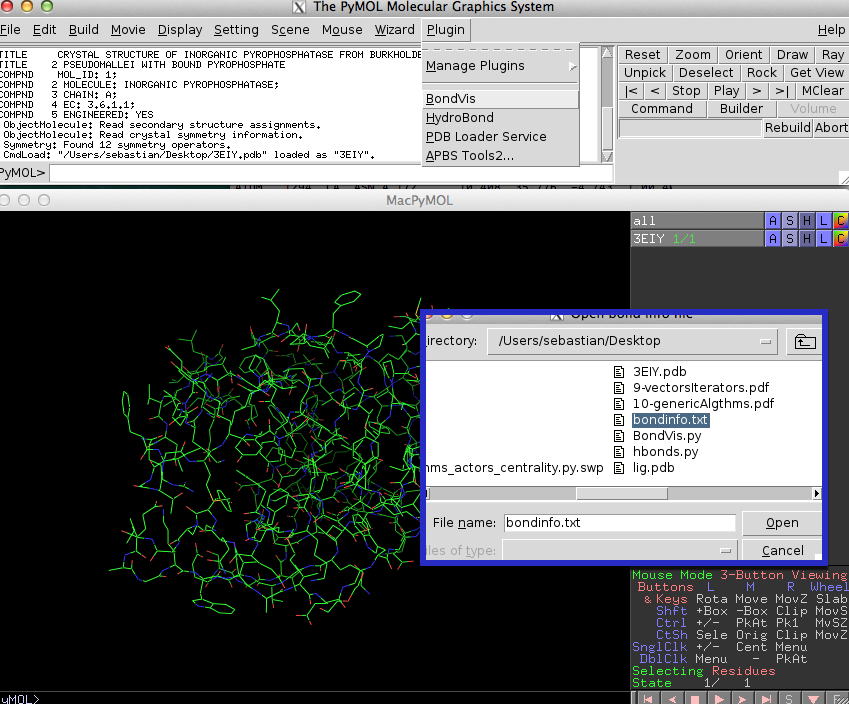 The PyMOL Molecular Graphics System
File Edit Build Movie Display Setting Scene Mouse Wizard Plugin Help
TITLE CRYSTAL STRUCTURE OF INORGANIC PYROPHOSPHATASE FROM BURKHOLDE
TITLE 2 PSEUDOMALLEI WITH BOUND PYROPHOSPHATE
COMPND MOL_ID: 1;
COMPND 2 MOLECULE: INORGANIC PYROPHOSPHATASE;
COMPND 3 CHAIN: A;
COMPND 4 EC: 3.6.1.1;
COMPND 5 ENGINEERED: YES
ObjectMolecule: Read secondary structure assignments.
ObjectMolecule: Read crystal symmetry information.
Symmetry: Found 12 symmetry operators.
CmdLoad: "/Users/sebastian/Desktop/3EIY.pdb" loaded as "3EIY".
PyMOL>
Manage Plugins
BondVis
HydroBond
PDB Loader Service
APBS Tools2...
Reset Zoom Orient Draw Ray
Unpick Deselect Rock Get View
|< < Stop Play > >| MClear
Command Builder Volume
Rebuild Abort
MacPyMOL
all A S H L C
3EIY 1/1 A S H L C
Open bond info file
irectory: /Users/sebastian/Desktop
3EIY.pdb
9-vectorsIterators.pdf
10-genericAlgthms.pdf
bondinfo.txt
BondVis.py
hbonds.py
hms_actors_centrality.py.swp lig.pdb
File name: bondinfo.txt Open
iles of type: Cancel
Mouse Mode 3-Button Viewing
Buttons L M R Wheel
& Keys Rota Move MovZ Slab
Shft +Box -Box Clip MovS
Ctrl +/- PkAt Pk1 MvSZ
CtSh Sele Orig Clip MovZ
SnglClk +/- Cent Menu
DblClk Menu - PkAt
Selecting Residues
State 1/ 1
yMOL>
S F